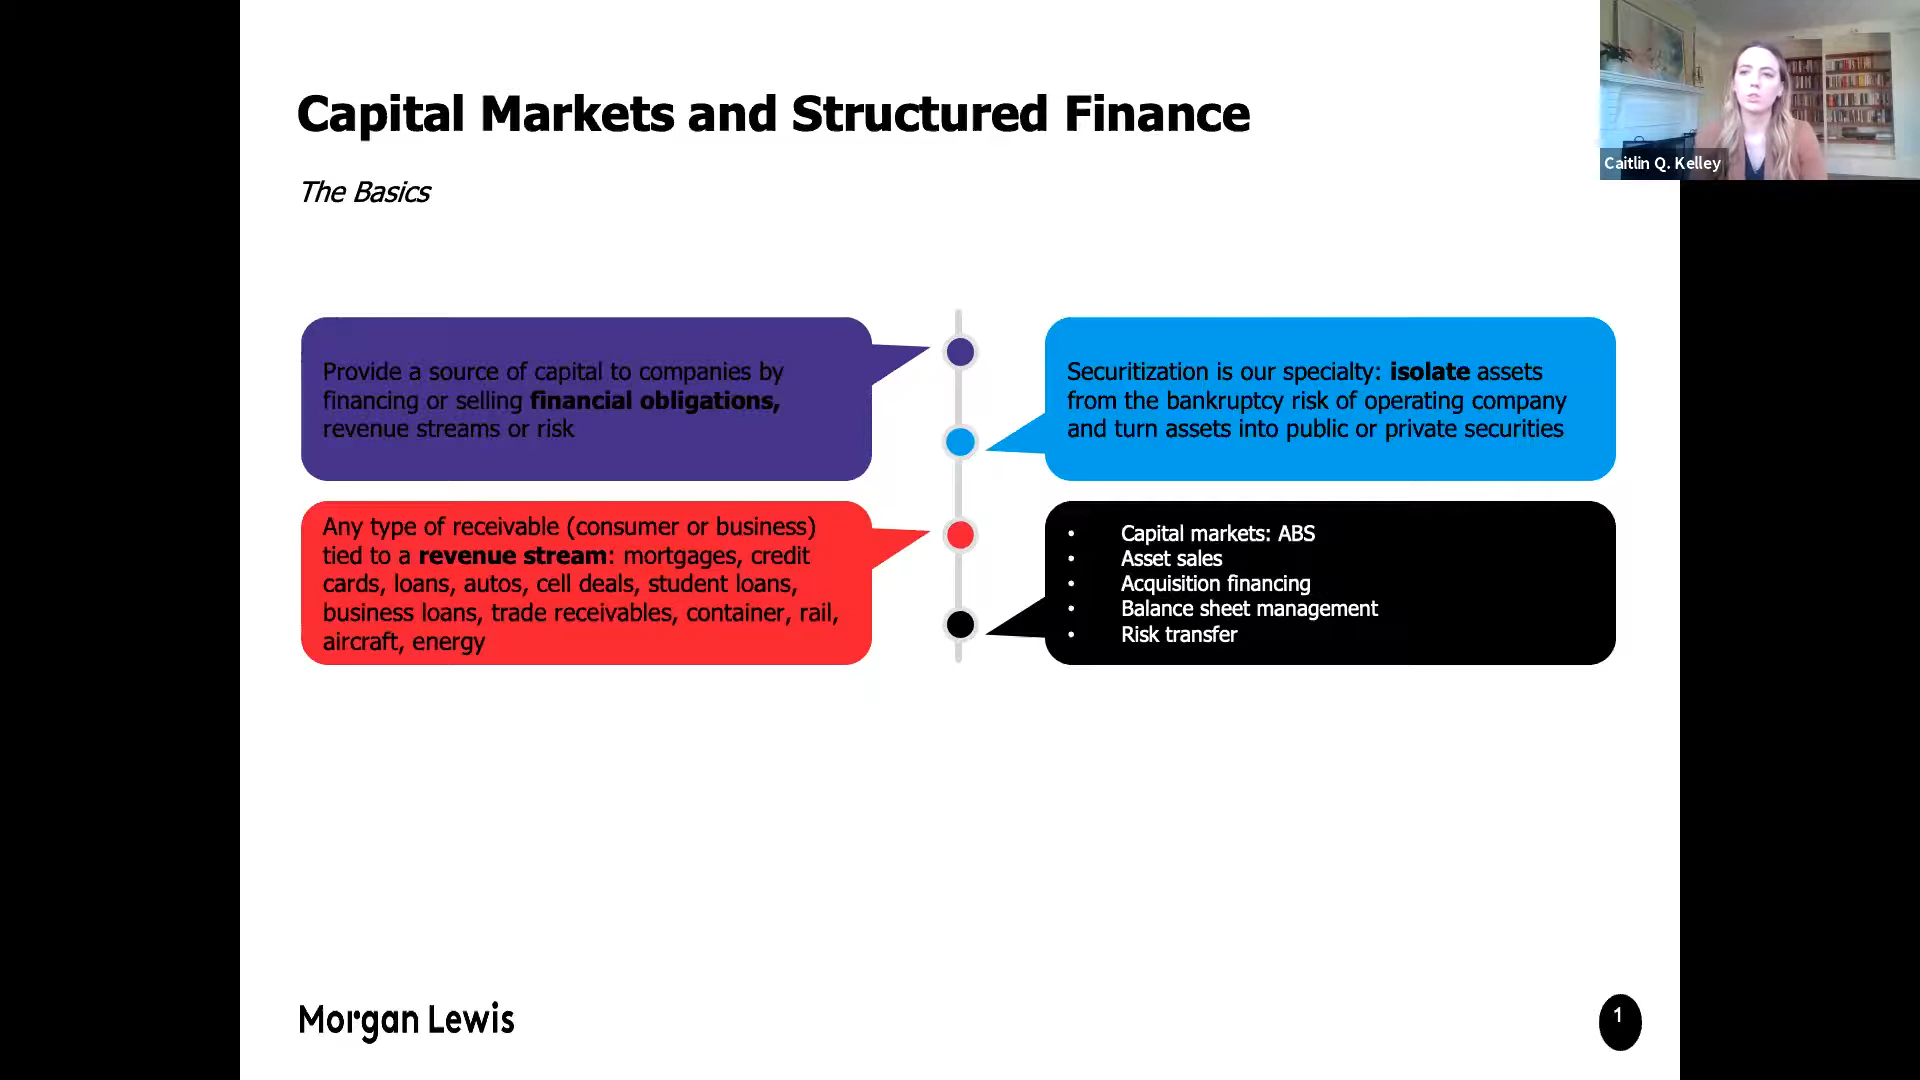 Capital Markets and Structured Finance
The Basics
Caitlin Q. Kelley
Provide a source of capital to companies by
financing or selling financial obligations,
revenue streams or risk
Securitization is our specialty: isolate assets
from the bankruptcy risk of operating company
and turn assets into public or private securities
Any type of receivable (consumer or business)
tied to a revenue stream: mortgages, credit
cards, loans, autos, cell deals, student loans,
business loans, trade receivables, container, rail,
aircraft, energy
• Capital markets: ABS
• Asset sales
• Acquisition financing
• Balance sheet management
• Risk transfer
Morgan Lewis
1